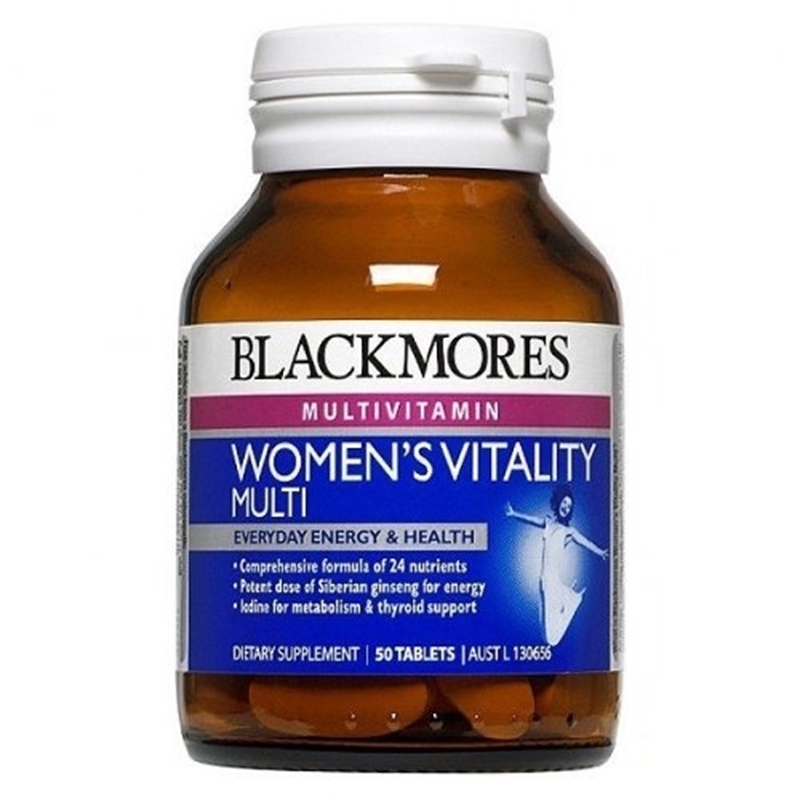 BLACKMORES
MULTIVITAMIN
WOMEN'S VITALITY
MULTI
EVERYDAY ENERGY & HEALTH
• Comprehensive formula of 24 nutrients
• Potent dose of Siberian ginseng for energy
• Iodine for metabolism & thyroid support
DIETARY SUPPLEMENT | 50 TABLETS | AUST L 130656